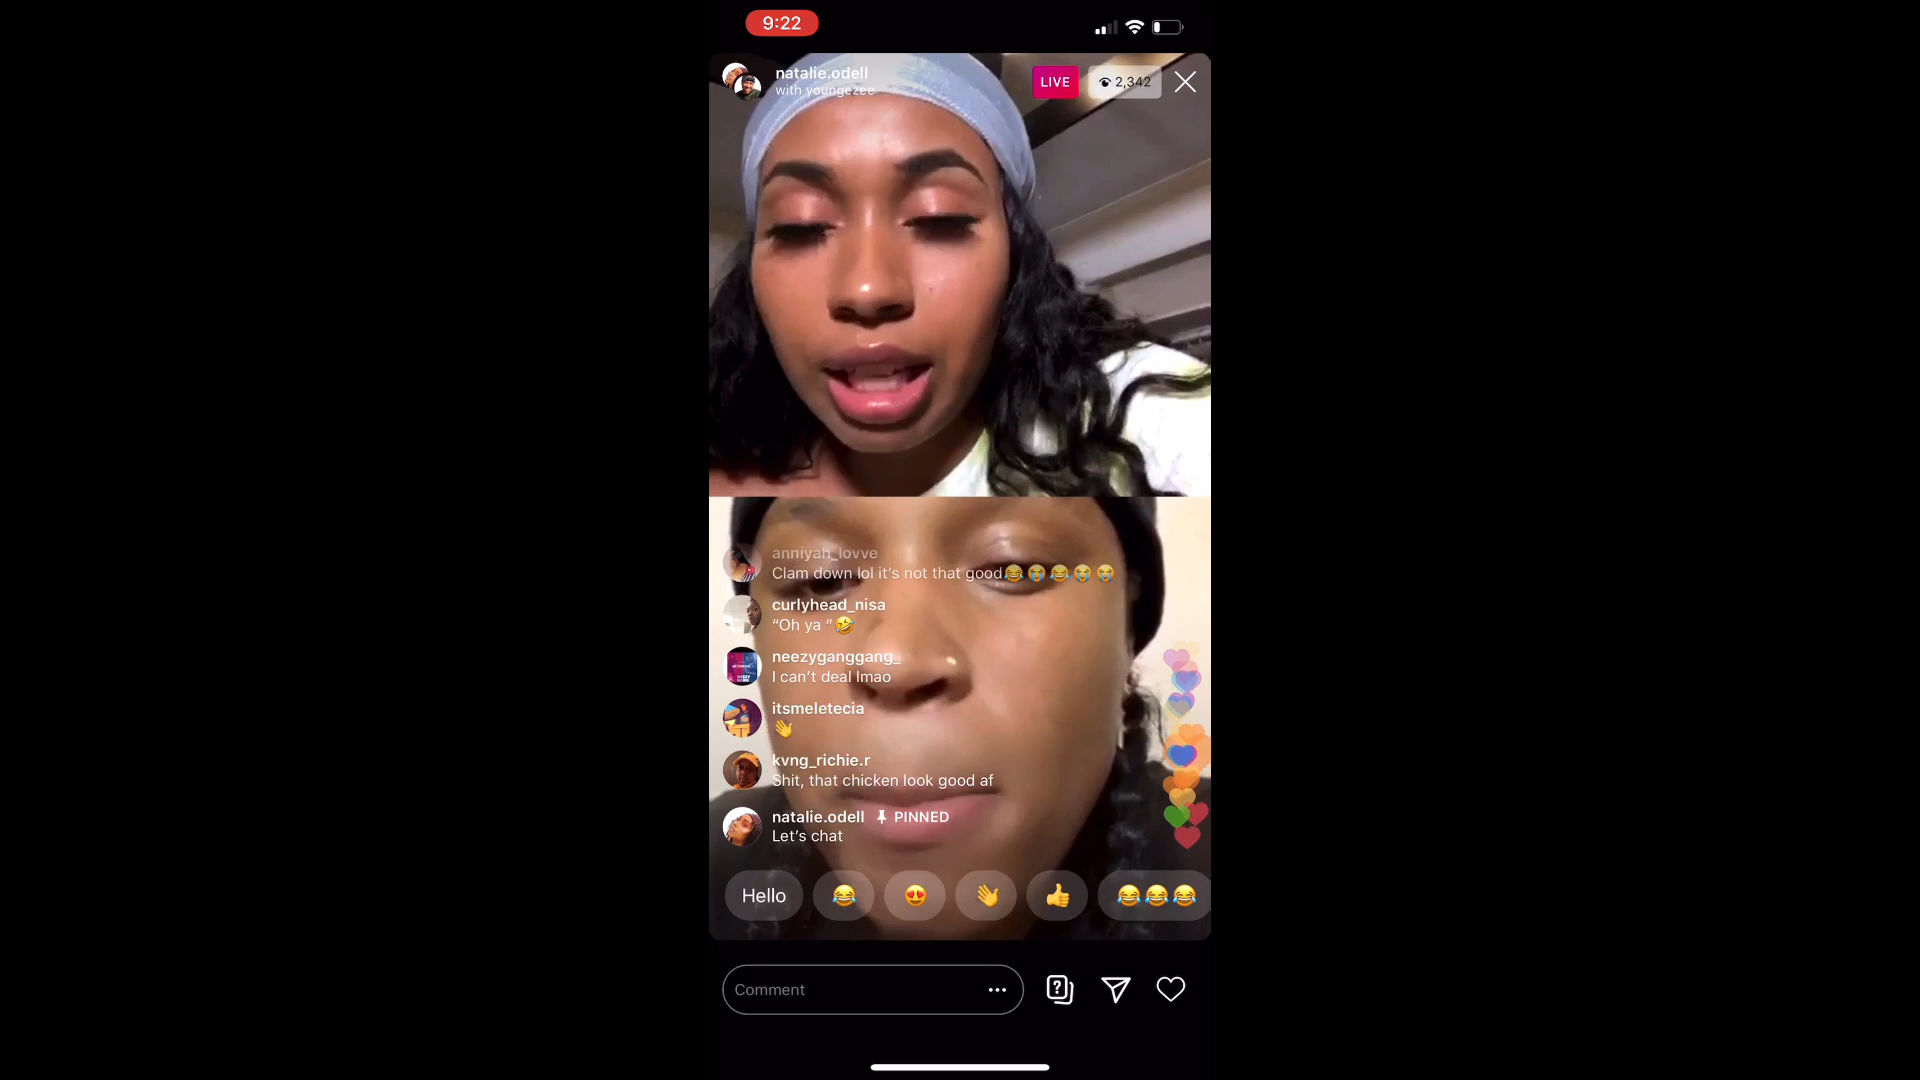 9:22
natalie.odell
with youngezee
LIVE
2,342
anniyah_lovve
Clam down lol it's not that good😂😭😂😭😭
curlyhead_nisa
“Oh ya ”🤣
neezyganggang_
I can't deal lmao
itsmeletecia
👋
kvng_richie.r
Shit, that chicken look good af
natalie.odell PINNED
Let's chat
Hello 😂 😍 👋 👍 😂😂😂
Comment